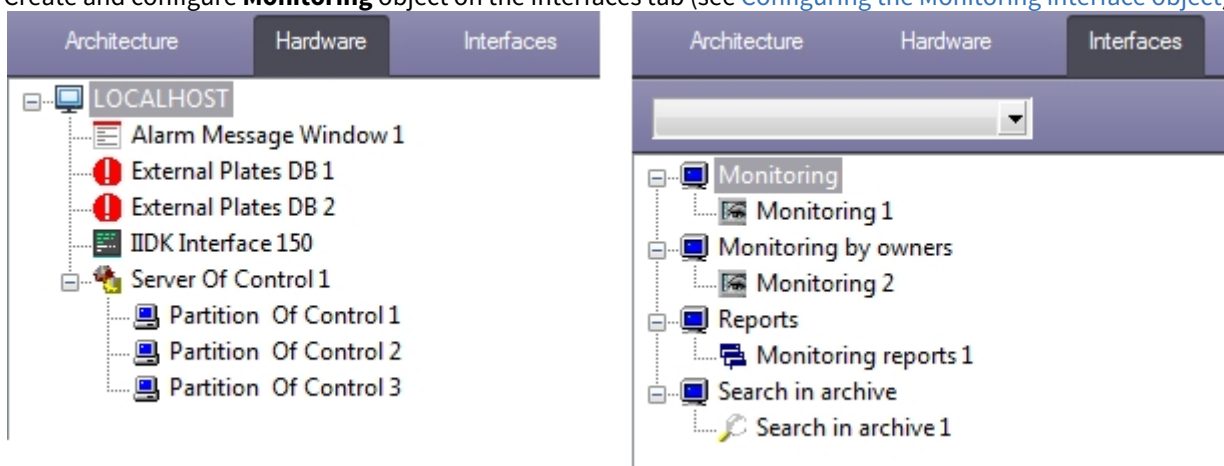 Create and configure Monitoring object on the Interfaces tab (see Configuring the Monitoring interface object)
Architecture Hardware Interfaces
LOCALHOST
Alarm Message Window 1
External Plates DB 1
External Plates DB 2
IIDK Interface 150
Server Of Control 1
Partition Of Control 1
Partition Of Control 2
Partition Of Control 3
Architecture Hardware Interfaces
Monitoring
Monitoring 1
Monitoring by owners
Monitoring 2
Reports
Monitoring reports 1
Search in archive
Search in archive 1